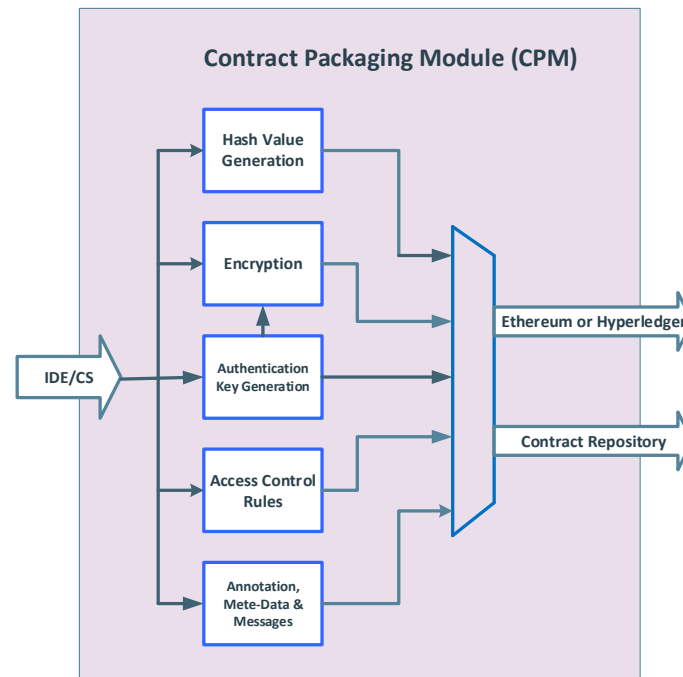 Contract Packaging Module (CPM)
Hash Value
Generation
Encryption
Authentication
Key Generation
Access Control
Rules
Annotation,
Mete-Data &
Messages
IDE/CS
Ethereum or Hyperledger
Contract Repository